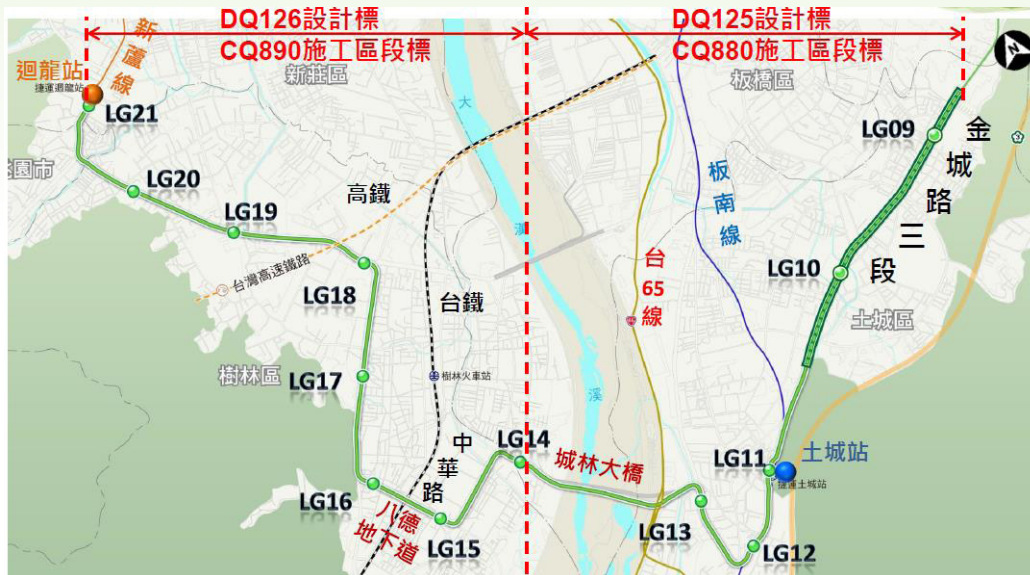 DQ126設計標
DQ125設計標
CQ890施工區段標
CQ880施工區段標
新蘆線
迴龍站
捷運迴龍站
LG21
新莊區
大
板橋區
N
LG09
金城路三段
3
園市
LG20
高鐵
漢
板南線
LG19
台灣高速鐵路
台65線
LG10
LG18
台鐵
65
土城區
樹林區
LG17
樹林火車站
溪
中華路
LG14
城林大橋
LG11
土城站
捷運土城站
LG16
八德
地下道
LG15
LG13
LG12